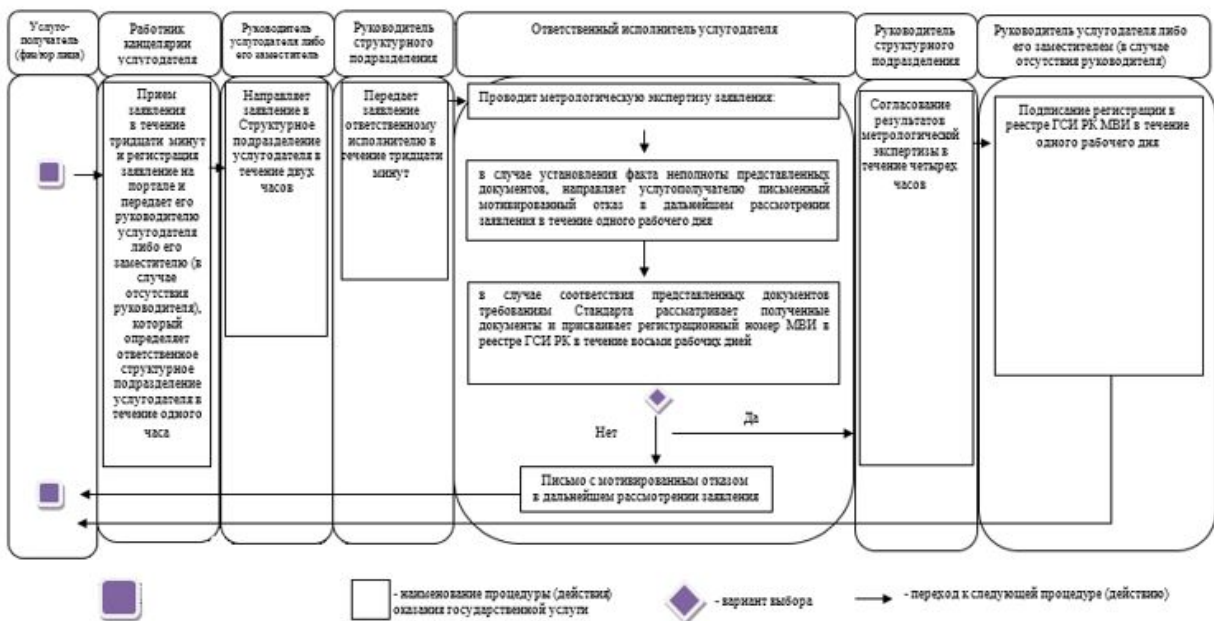 Услуго-
получатель
(физ/юр лица)
Работник
канцелярии
услугодателя
Руководитель
услугодателя либо
его заместитель
Руководитель
структурного
подразделения
Ответственный исполнитель услугодателя
Руководитель
структурного
подразделения
Руководитель услугодателя либо
его заместителем (в случае
отсутствия руководителя)
Прием
заявления
в течение
тридцати минут
и регистрация
заявление на
портале и
передает его
руководителю
услугодателя
либо его
заместителю (в
случае
отсутствия
руководителя),
который
определяет
ответственное
структурное
подразделение
услугодателя в
течение одного
часа
Направляет
заявление в
Структурное
подразделение
услугодателя в
течение двух
часов
Передает
заявление
ответственному
исполнителю в
течение тридцати
минут
Проводит метрологическую экспертизу заявления:
в случае установления факта неполноты представленных
документов, направляет услугополучателю письменный
мотивированный отказ в дальнейшем рассмотрении
заявления в течение одного рабочего дня
в случае соответствия представленных документов
требованиям Стандарта рассматривает полученные
документы и присваивает регистрационный номер МВИ в
реестре ГСИ РК в течение восьми рабочих дней
Нет
Да
Письмо с мотивированным отказом
в дальнейшем рассмотрении заявления
Согласование
результатов
метрологический
экспертизы в
течение четырех
часов
Подписание регистрации в
реестре ГСИ РК МВИ в течение
одного рабочего дня
- наименование процедуры (действия)
оказания государственной услуги
- вариант выбора
- переход к следующей процедуре (действию)